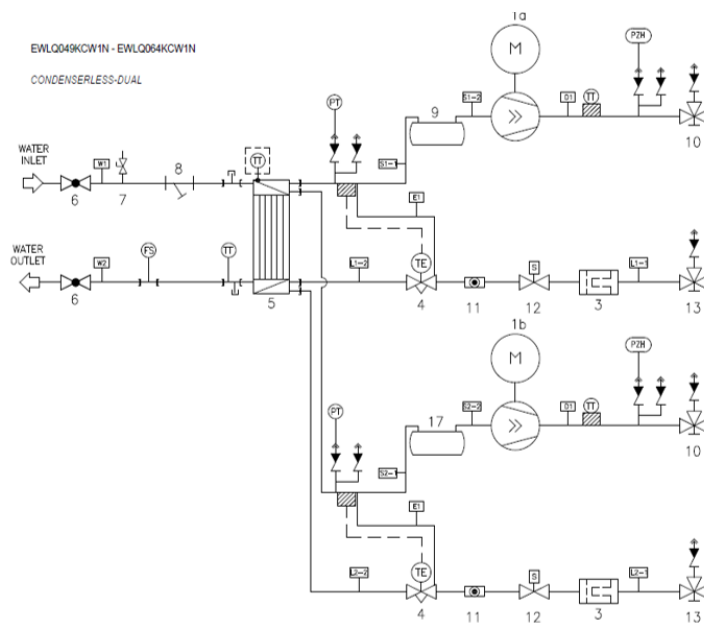 EWLQ049KCW1N - EWLQ064KCW1N
CONDENSERLESS-DUAL
1a
M
PZH
PT
9
S1-2
D1
TT
10
WATER
INLET
W1
8
TT
S1-1
6
7
E1
WATER
OUTLET
W2
FS
TT
L1-2
TE
S
L1-1
6
5
4
11
12
3
13
1b
M
PZH
PT
17
S2-2
D1
TT
10
S2-1
E1
L2-2
TE
S
L2-1
4
11
12
3
13